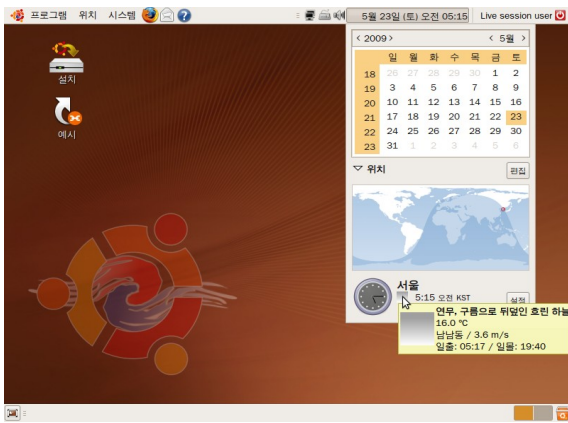 프로그램 위치 시스템
5월 23일 (토) 오전 05:15
Live session user
설치
예시
< 2009 > < 5월 >
일 월 화 수 목 금 토
18 26 27 28 29 30 1 2
19 3 4 5 6 7 8 9
20 10 11 12 13 14 15 16
21 17 18 19 20 21 22 23
22 24 25 26 27 28 29 30
23 31 1 2 3 4 5 6
위치
편집
서울
5:15 오전 KST
설정
연무, 구름으로 뒤덮인 흐린 하늘
16.0 ℃
남남동 / 3.6 m/s
일출: 05:17 / 일몰: 19:40